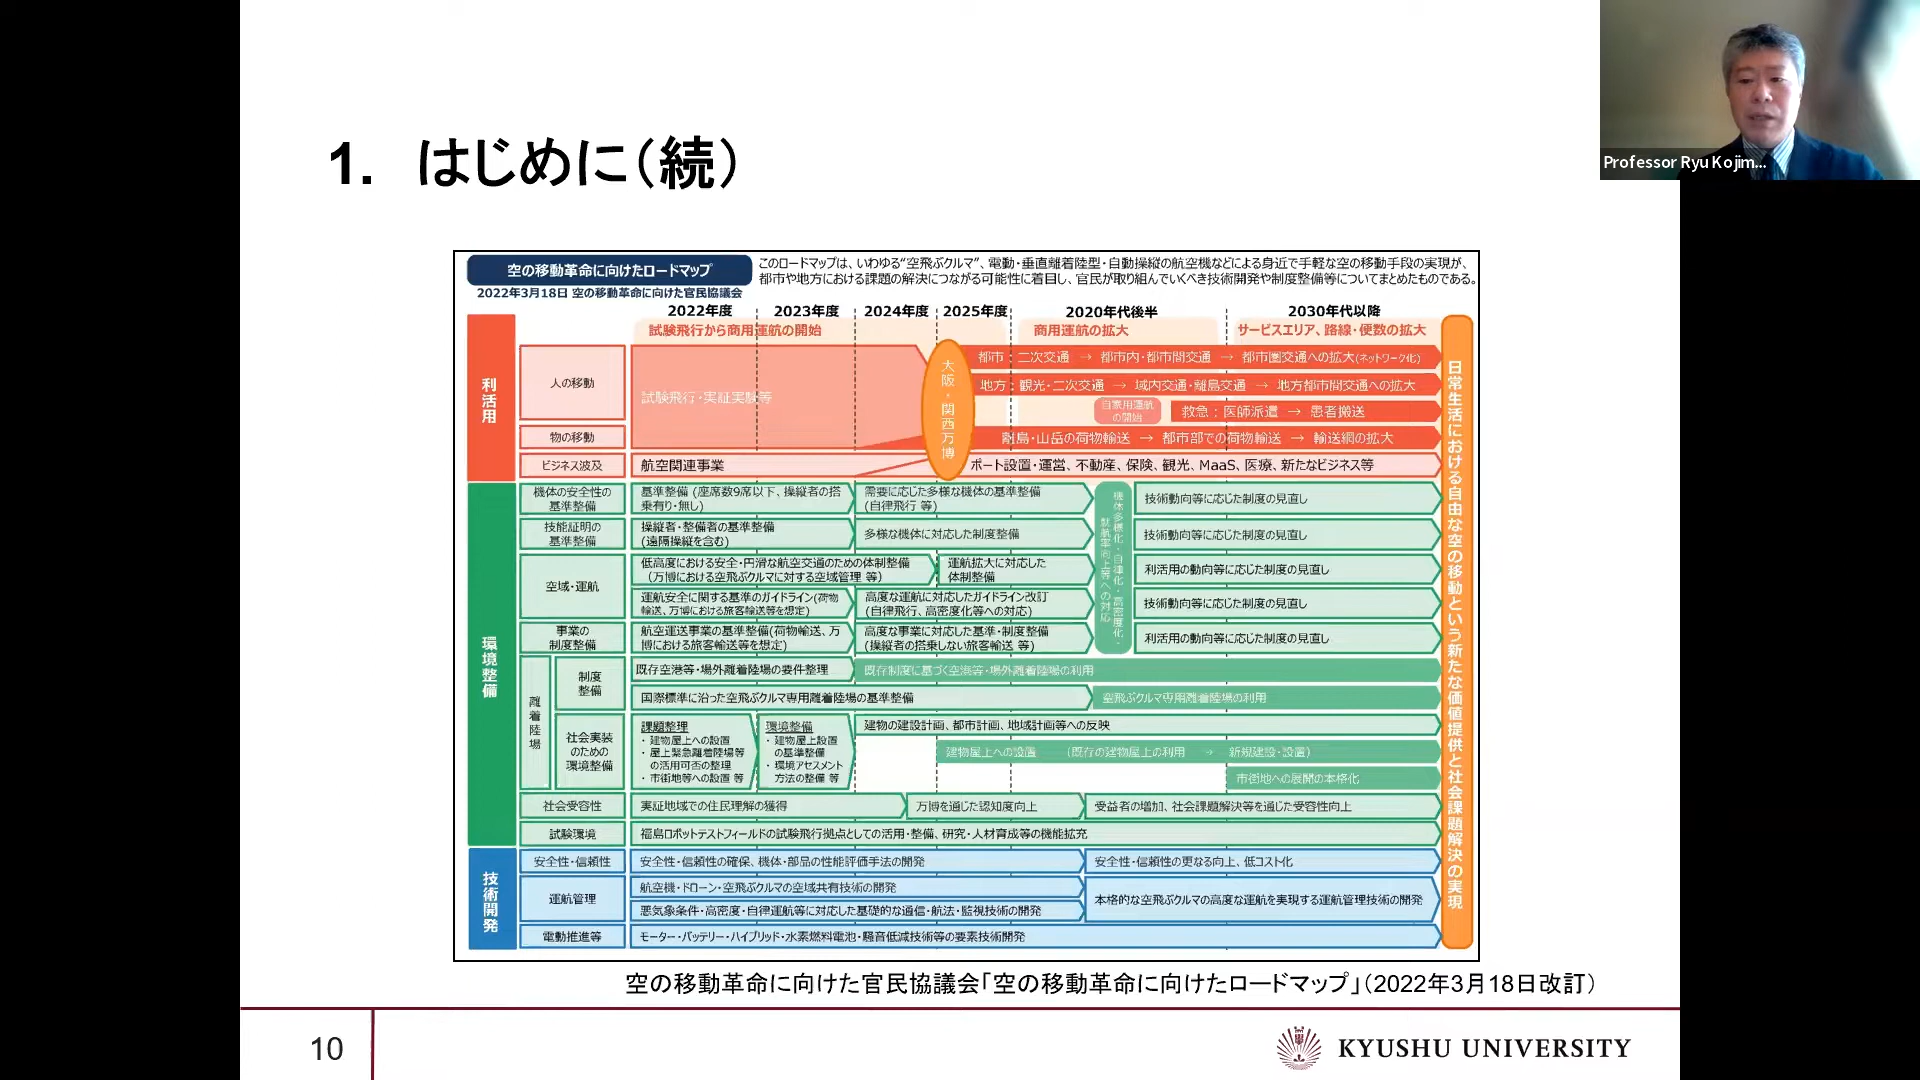 Professor Ryu Kojim...
1. はじめに（続）
空の移動革命に向けたロードマップ
2022年3月18日 空の移動革命に向けた官民協議会
このロードマップは、いわゆる“空飛ぶクルマ”、電動・垂直離着陸型・自動操縦の航空機などによる身近で手軽な空の移動手段の実現が、
都市や地方における課題の解決につながる可能性に着目し、官民が取り組んでいくべき技術開発や制度整備等についてまとめたものである。
2022年度 2023年度 2024年度 2025年度 2020年代後半 2030年代以降
試験飛行から商用運航の開始 商用運航の拡大 サービスエリア、路線・便数の拡大
利活用
人の移動
試験飛行・実証実験等
大阪・関西万博
都市：二次交通 → 都市内・都市間交通 → 都市圏交通への拡大(ネットワーク化)
地方：観光・二次交通 → 域内交通・離島交通 → 地方都市間交通への拡大
自家用運航
の開始
救急：医師派遣 → 患者搬送
物の移動
離島・山岳の荷物輸送 → 都市部での荷物輸送 → 輸送網の拡大
ビジネス波及
航空関連事業
ポート設置・運営、不動産、保険、観光、MaaS、医療、新たなビジネス等
日常生活における自由な空の移動という新たな価値提供と社会課題解決の実現
環境整備
機体の安全性の
基準整備
基準整備 (座席数9席以下、操縦者の搭
乗有り・無し)
需要に応じた多様な機体の基準整備
(自律飛行 等)
機体多様化・自律化・高密度化・
就航率向上等への対応
技術動向等に応じた制度の見直し
技能証明の
基準整備
操縦者・整備者の基準整備
(遠隔操縦を含む)
多様な機体に対応した制度整備
技術動向等に応じた制度の見直し
空域・運航
低高度における安全・円滑な航空交通のための体制整備
（万博における空飛ぶクルマに対する空域管理 等）
運航拡大に対応した
体制整備
利活用の動向等に応じた制度の見直し
運航安全に関する基準のガイドライン(荷物
輸送、万博における旅客輸送等を想定)
高度な運航に対応したガイドライン改訂
(自律飛行、高密度化等への対応)
技術動向等に応じた制度の見直し
事業の
制度整備
航空運送事業の基準整備(荷物輸送、万
博における旅客輸送等を想定)
高度な事業に対応した基準・制度整備
(操縦者の搭乗しない旅客輸送 等)
利活用の動向等に応じた制度の見直し
離着陸場
制度
整備
既存空港等・場外離着陸場の要件整理
既存制度に基づく空港等・場外離着陸場の利用
国際標準に沿った空飛ぶクルマ専用離着陸場の基準整備
空飛ぶクルマ専用離着陸場の利用
社会実装
のための
環境整備
課題整理
・建物屋上への設置
・屋上緊急離着陸場等
の活用可否の整理
・市街地等への設置 等
環境整備
・建物屋上設置
の基準整備
・環境アセスメント
方法の整備 等
建物の建設計画、都市計画、地域計画等への反映
建物屋上への設置 （既存の建物屋上の利用 → 新規建設・設置）
市街地への展開の本格化
社会受容性
実証地域での住民理解の獲得
万博を通じた認知度向上
受益者の増加、社会課題解決等を通じた受容性向上
試験環境
福島ロボットテストフィールドの試験飛行拠点としての活用・整備、研究・人材育成等の機能拡充
技術開発
安全性・信頼性
安全性・信頼性の確保、機体・部品の性能評価手法の開発
安全性・信頼性の更なる向上、低コスト化
運航管理
航空機・ドローン・空飛ぶクルマの空域共有技術の開発
悪気象条件・高密度・自律運航等に対応した基礎的な通信・航法・監視技術の開発
本格的な空飛ぶクルマの高度な運航を実現する運航管理技術の開発
電動推進等
モーター・バッテリー・ハイブリッド・水素燃料電池・騒音低減技術等の要素技術開発
空の移動革命に向けた官民協議会「空の移動革命に向けたロードマップ」（2022年3月18日改訂）
10
KYUSHU UNIVERSITY